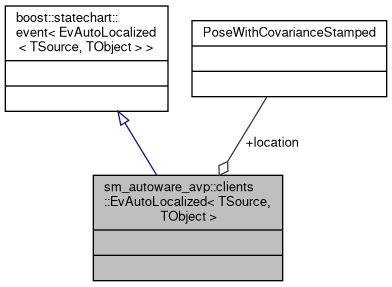 boost::statechart::
event< EvAutoLocalized
< TSource, TObject > >
PoseWithCovarianceStamped
+location
sm_autoware_avp::clients
::EvAutoLocalized< TSource,
TObject >